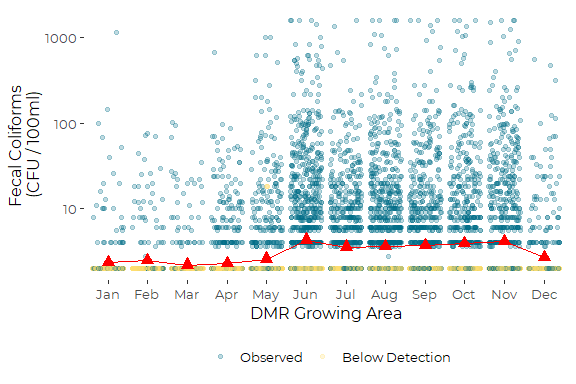 Fecal Coliforms
(CFU /100ml)
1000
100
10
Jan Feb Mar Apr May Jun Jul Aug Sep Oct Nov Dec
DMR Growing Area
Observed Below Detection